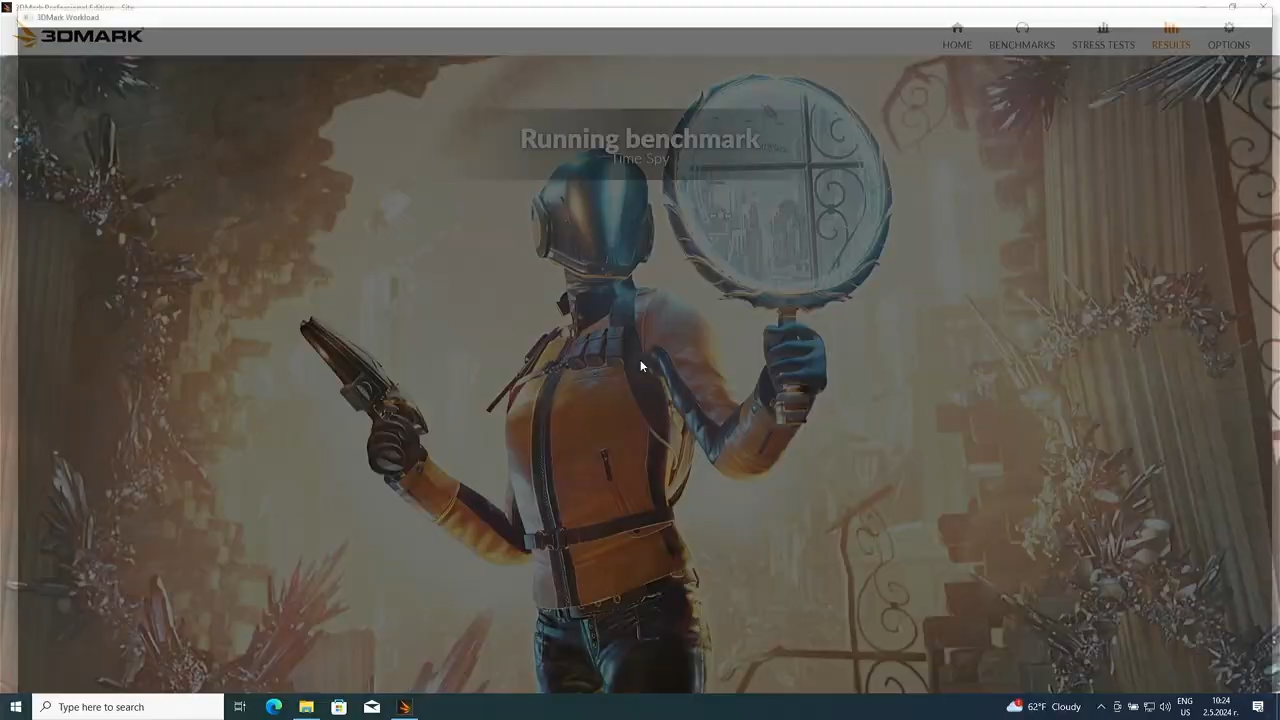 3DMark Workload
3DMARK
HOME
BENCHMARKS
STRESS TESTS
RESULTS
OPTIONS
Running benchmark
Time Spy
Type here to search
62°F Cloudy
ENG
US
10:24
2.5.2024 г.